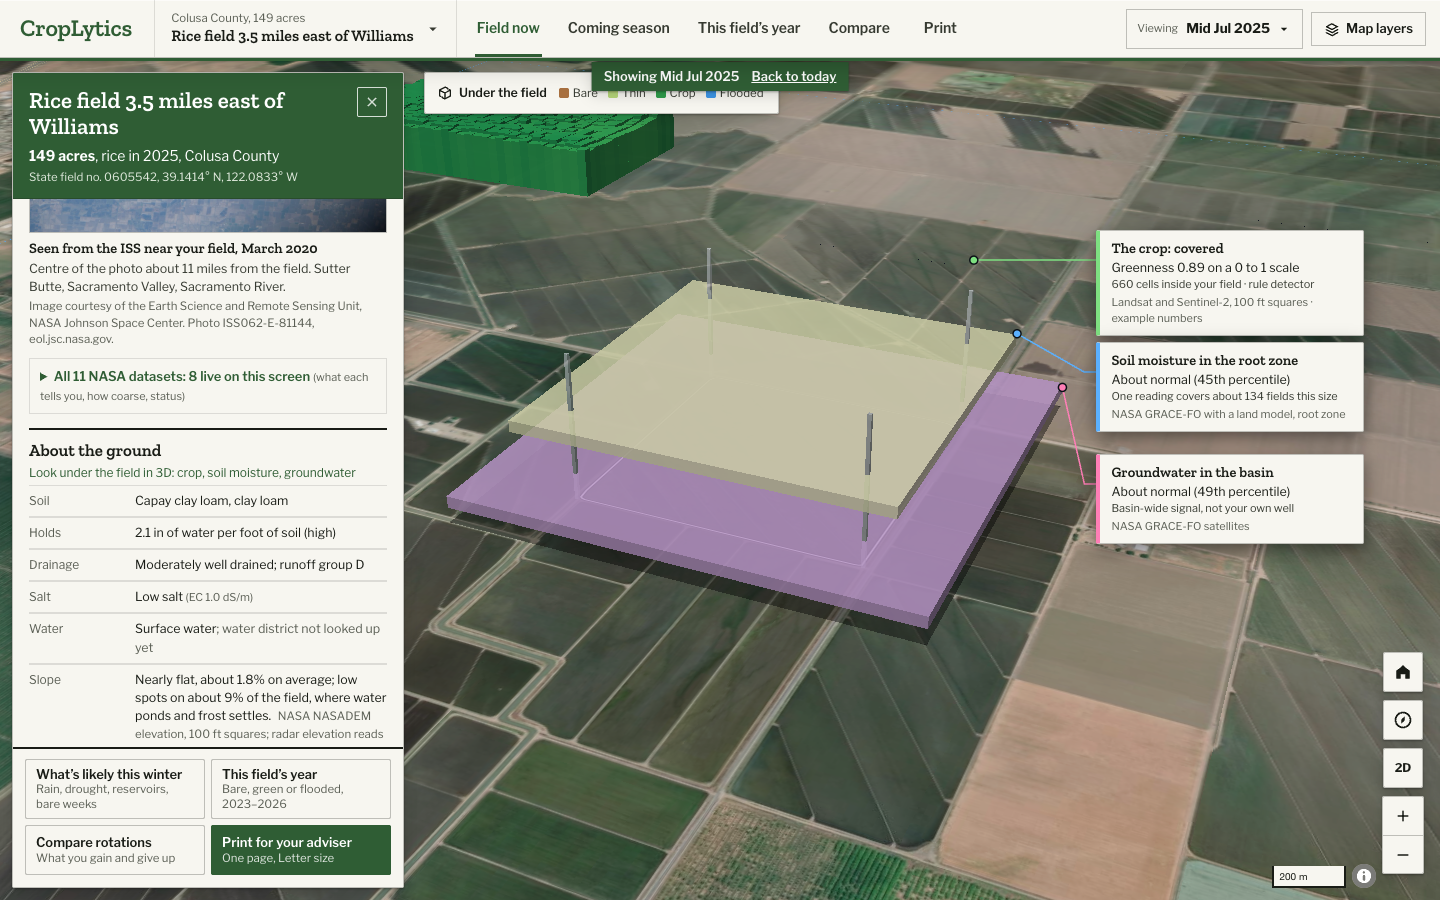 CropLytics
Colusa County, 149 acres
Rice field 3.5 miles east of Williams
Field now
Coming season
This field's year
Compare
Print
Viewing Mid Jul 2025
Map layers
Showing Mid Jul 2025 Back to today
Under the field Bare Thin Crop Flooded
Rice field 3.5 miles east of
Williams
149 acres, rice in 2025, Colusa County
State field no. 0605542, 39.1414° N, 122.0833° W
Seen from the ISS near your field, March 2020
Centre of the photo about 11 miles from the field. Sutter
Butte, Sacramento Valley, Sacramento River.
Image courtesy of the Earth Science and Remote Sensing Unit,
NASA Johnson Space Center. Photo ISS062-E-81144,
eol.jsc.nasa.gov.
All 11 NASA datasets: 8 live on this screen (what each
tells you, how coarse, status)
About the ground
Look under the field in 3D: crop, soil moisture, groundwater
Soil Capay clay loam, clay loam
Holds 2.1 in of water per foot of soil (high)
Drainage Moderately well drained; runoff group D
Salt Low salt (EC 1.0 dS/m)
Water Surface water; water district not looked up
yet
Slope Nearly flat, about 1.8% on average; low
spots on about 9% of the field, where water
ponds and frost settles. NASA NASADEM
elevation, 100 ft squares; radar elevation reads
What's likely this winter
Rain, drought, reservoirs,
bare weeks
This field's year
Bare, green or flooded,
2023–2026
Compare rotations
What you gain and give up
Print for your adviser
One page, Letter size
The crop: covered
Greenness 0.89 on a 0 to 1 scale
660 cells inside your field · rule detector
Landsat and Sentinel-2, 100 ft squares ·
example numbers
Soil moisture in the root zone
About normal (45th percentile)
One reading covers about 134 fields this size
NASA GRACE-FO with a land model, root zone
Groundwater in the basin
About normal (49th percentile)
Basin-wide signal, not your own well
NASA GRACE-FO satellites
2D
200 m